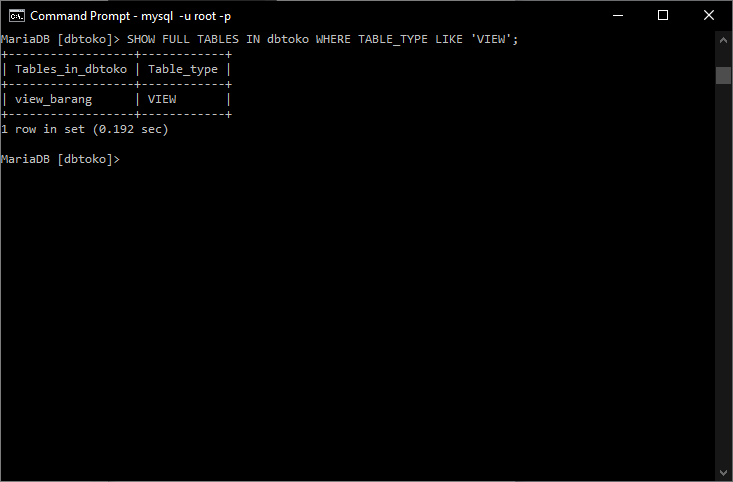 Command Prompt - mysql -u root -p
MariaDB [dbtoko]> SHOW FULL TABLES IN dbtoko WHERE TABLE_TYPE LIKE 'VIEW';
+------------------+------------+
| Tables_in_dbtoko | Table_type |
+------------------+------------+
| view_barang      | VIEW       |
+------------------+------------+
1 row in set (0.192 sec)
MariaDB [dbtoko]>